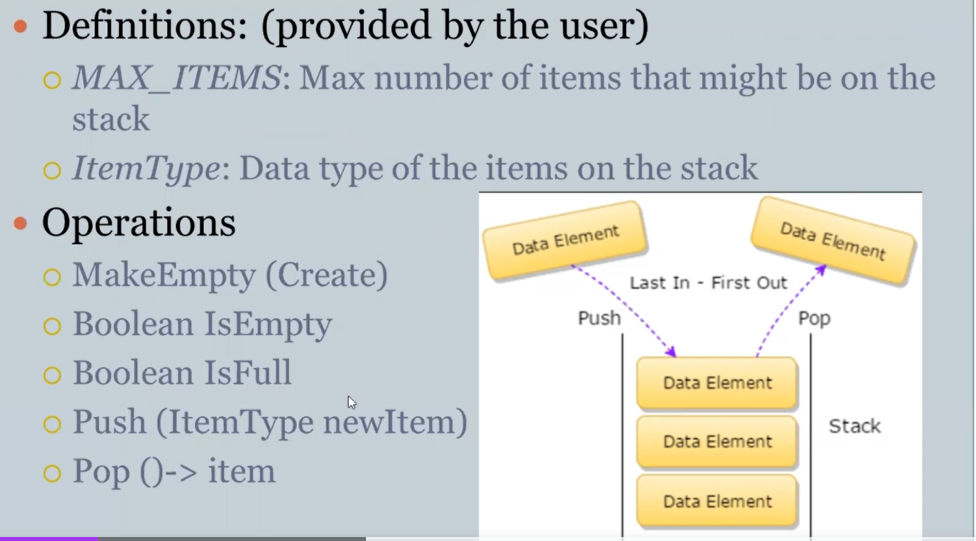 Definitions: (provided by the user)
MAX_ITEMS: Max number of items that might be on the
stack
ItemType: Data type of the items on the stack
Operations
MakeEmpty (Create)
Boolean IsEmpty
Boolean IsFull
Push (ItemType newItem)
Pop ()-> item
Data Element
Data Element
Last In - First Out
Push
Pop
Data Element
Stack
Data Element
Data Element